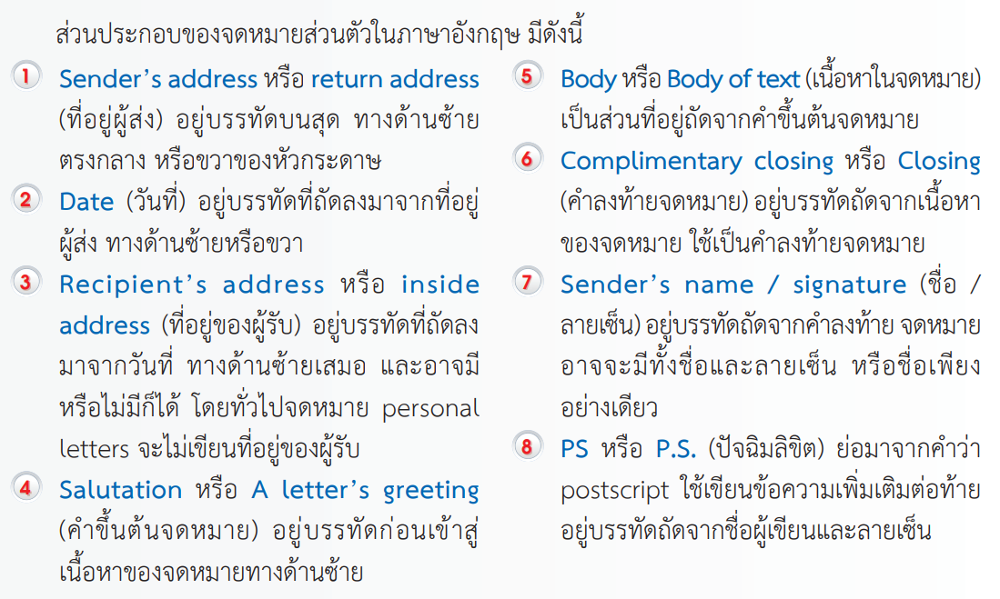 ส่วนประกอบของจดหมายส่วนตัวในภาษาอังกฤษ มีดังนี้
1 Sender's address หรือ return address
(ที่อยู่ผู้ส่ง) อยู่บรรทัดบนสุด ทางด้านซ้าย
ตรงกลาง หรือขวาของหัวกระดาษ
2 Date (วันที่) อยู่บรรทัดที่ถัดลงมาจากที่อยู่
ผู้ส่ง ทางด้านซ้ายหรือขวา
3 Recipient's address หรือ inside
address (ที่อยู่ของผู้รับ) อยู่บรรทัดที่ถัดลง
มาจากวันที่ ทางด้านซ้ายเสมอ และอาจมี
หรือไม่มีก็ได้ โดยทั่วไปจดหมาย personal
letters จะไม่เขียนที่อยู่ของผู้รับ
4 Salutation หรือ A letter's greeting
(คำขึ้นต้นจดหมาย) อยู่บรรทัดก่อนเข้าสู่
เนื้อหาของจดหมายทางด้านซ้าย
5 Body หรือ Body of text (เนื้อหาในจดหมาย)
เป็นส่วนที่อยู่ถัดจากคำขึ้นต้นจดหมาย
6 Complimentary closing หรือ Closing
(คำลงท้ายจดหมาย) อยู่บรรทัดถัดจากเนื้อหา
ของจดหมาย ใช้เป็นคำลงท้ายจดหมาย
7 Sender's name / signature (ชื่อ /
ลายเซ็น) อยู่บรรทัดถัดจากคำลงท้าย จดหมาย
อาจจะมีทั้งชื่อและลายเซ็น หรือชื่อเพียง
อย่างเดียว
8 PS หรือ P.S. (ปัจฉิมลิขิต) ย่อมาจากคำว่า
postscript ใช้เขียนข้อความเพิ่มเติมต่อท้าย
อยู่บรรทัดถัดจากชื่อผู้เขียนและลายเซ็น